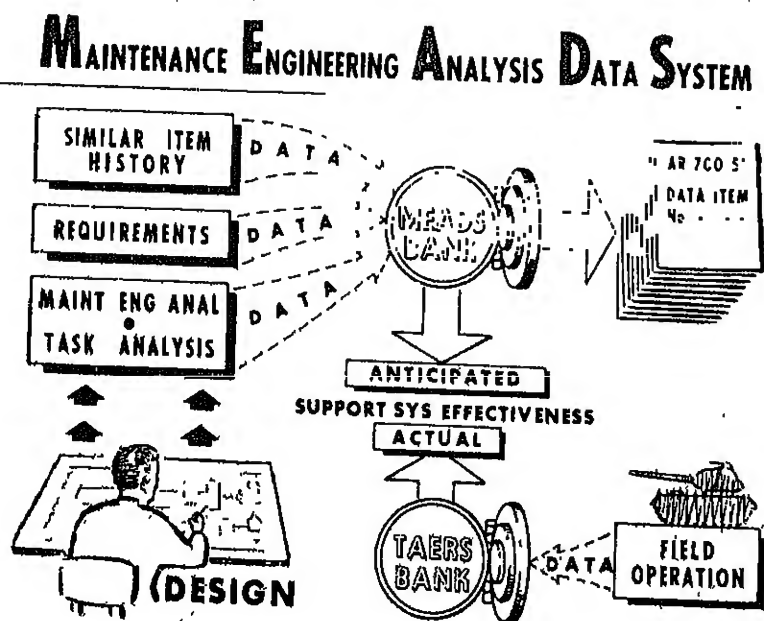 MAINTENANCE ENGINEERING ANALYSIS DATA SYSTEM
SIMILAR ITEM
HISTORY
DATA
REQUIREMENTS
DATA
MAINT ENG ANAL
•
TASK ANALYSIS
DATA
MEADS
BANK
DATA ITEM
No
ANTICIPATED
SUPPORT SYS EFFECTIVENESS
ACTUAL
TAERS
BANK
DATA
FIELD
OPERATION
DESIGN